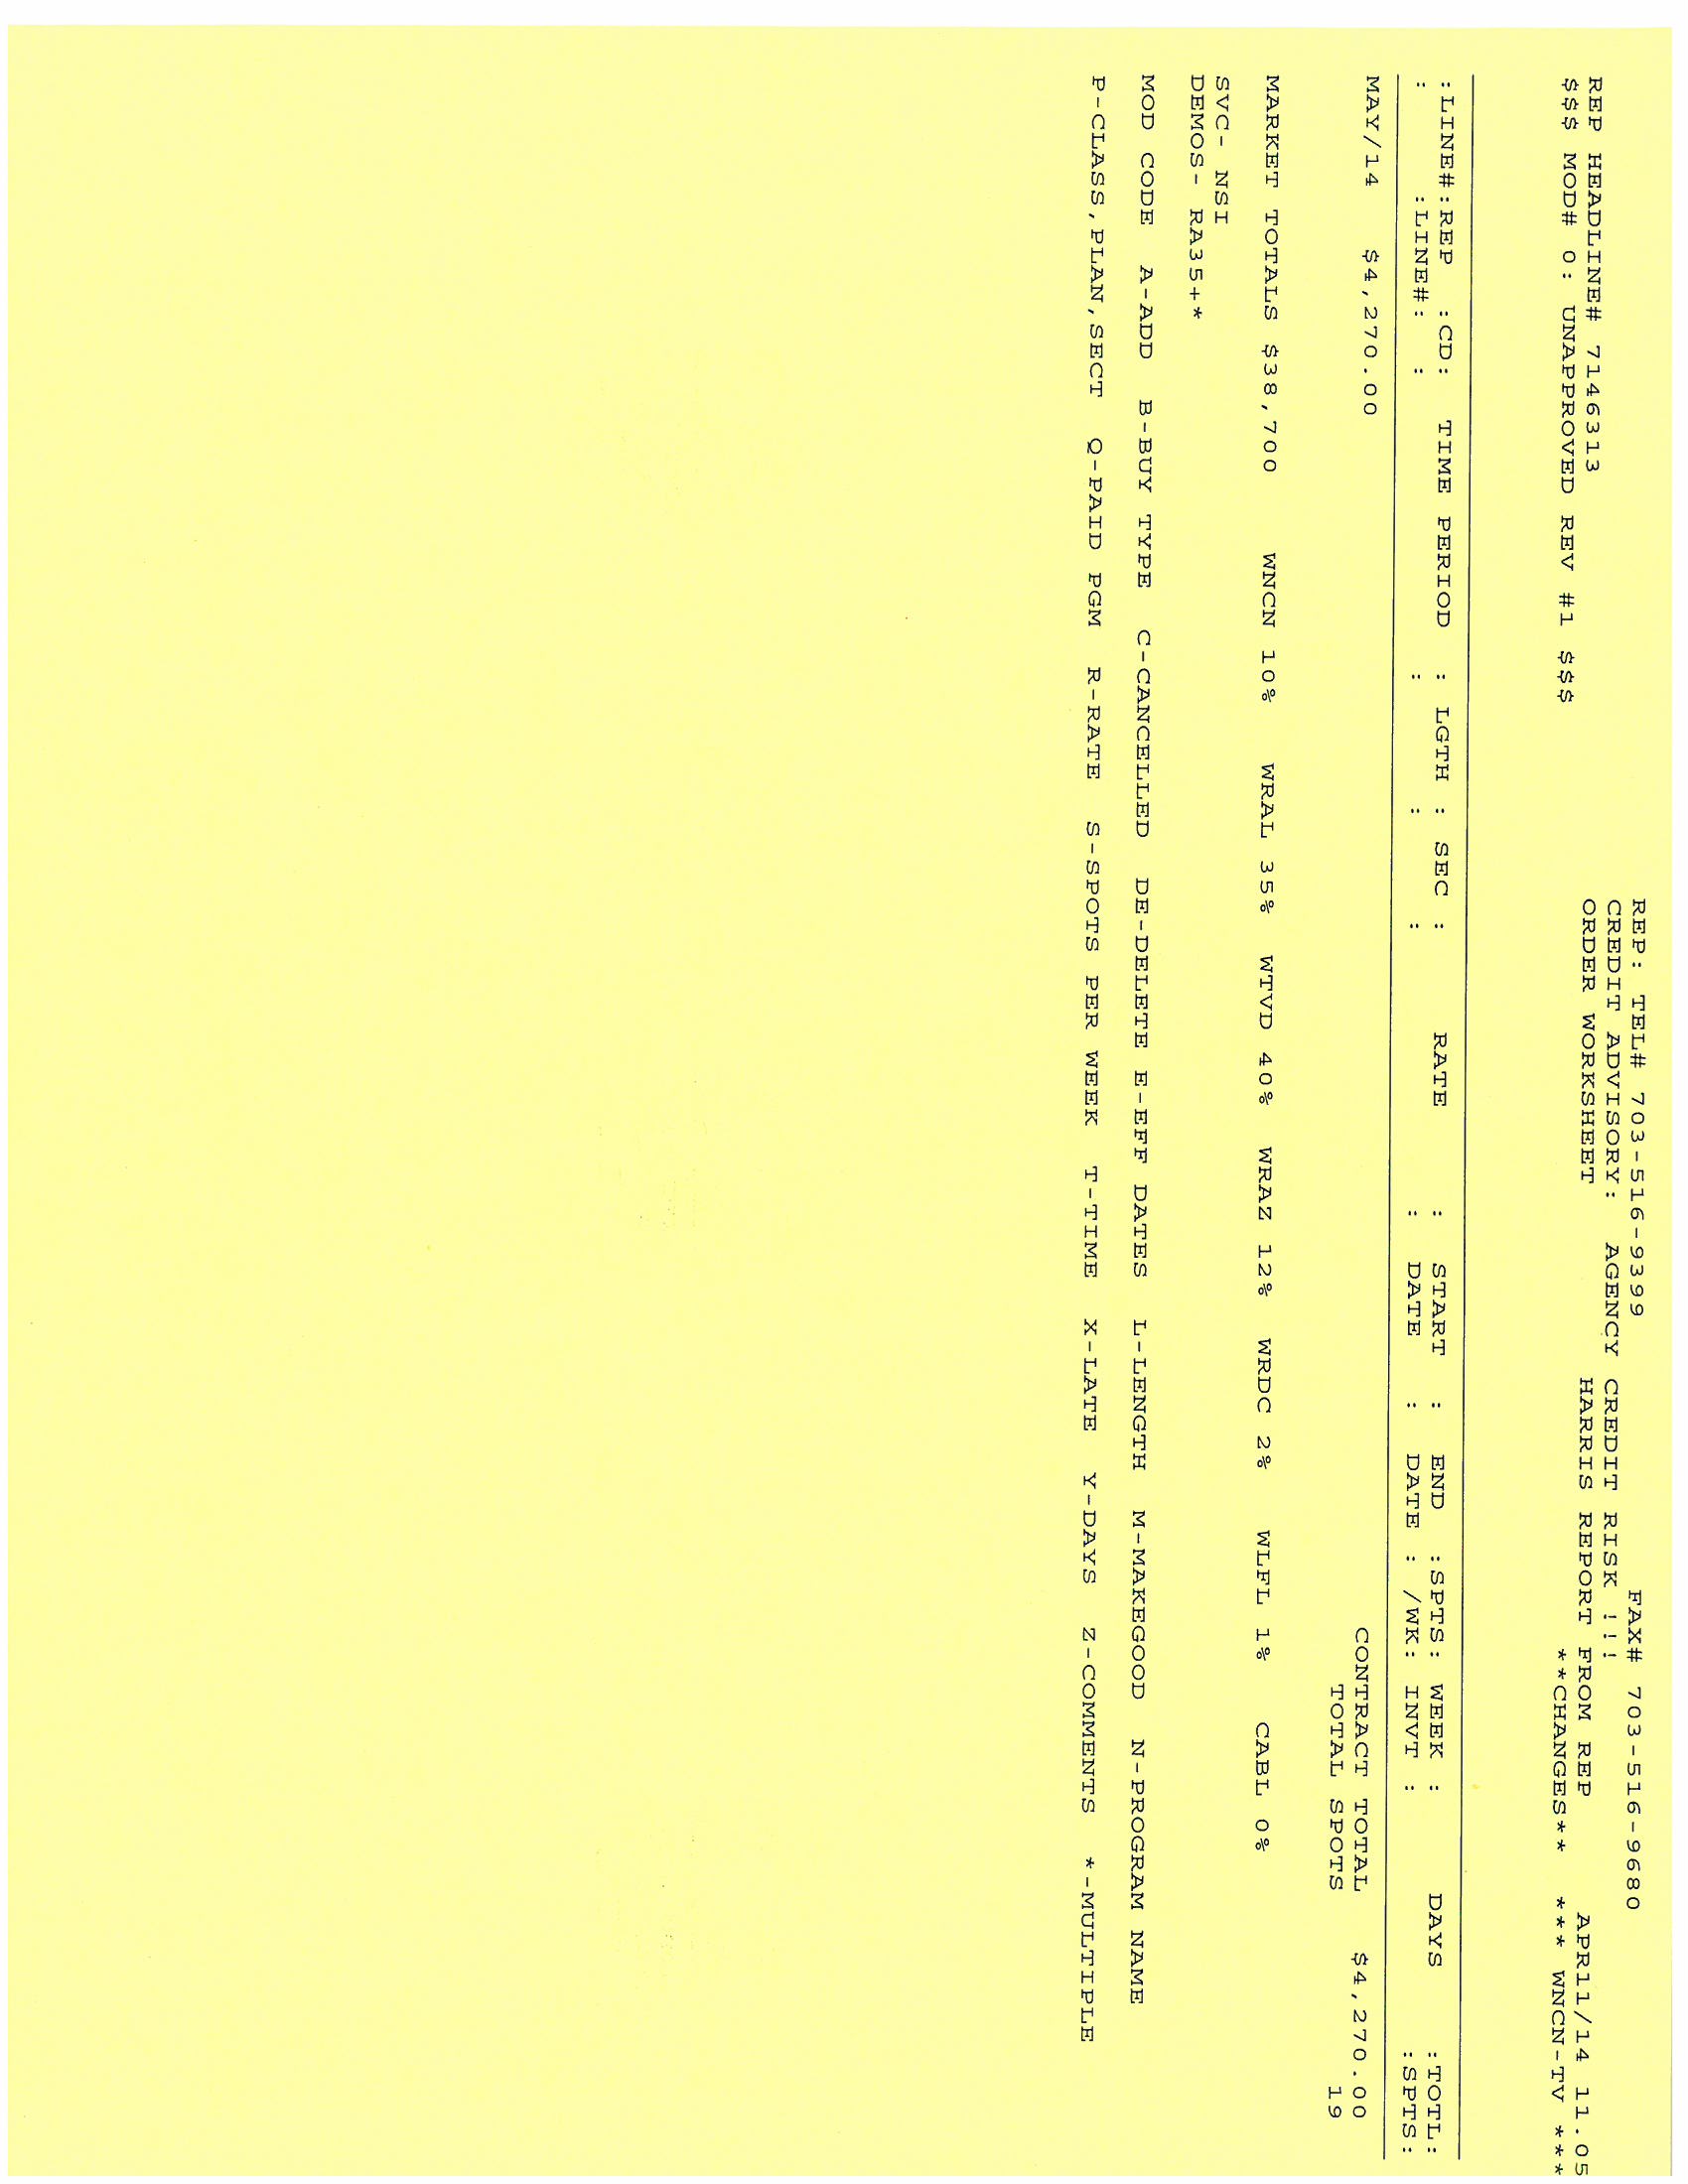 REP: TEL# 703-516-9399 FAX# 703-516-9680
CREDIT ADVISORY: AGENCY CREDIT RISK !!!
REP HEADLINE# 7146313 ORDER WORKSHEET HARRIS REPORT FROM REP APR11/14 11.05
$$$ MOD# 0: UNAPPROVED REV #1 $$$ **CHANGES** *** WNCN-TV ***
:LINE#:REP :CD: TIME PERIOD : LGTH : SEC : RATE : START : END :SPTS: WEEK : DAYS :TOTL:
: :LINE#: : : : : : DATE : DATE : /WK: INVT : :SPTS:
MAY/14 $4,270.00 CONTRACT TOTAL $4,270.00
TOTAL SPOTS 19
MARKET TOTALS $38,700 WNCN 10% WRAL 35% WTVD 40% WRAZ 12% WRDC 2% WLFL 1% CABL 0%
SVC- NSI
DEMOS- RA35+*
MOD CODE A-ADD B-BUY TYPE C-CANCELLED DE-DELETE E-EFF DATES L-LENGTH M-MAKEGOOD N-PROGRAM NAME
P-CLASS,PLAN,SECT Q-PAID PGM R-RATE S-SPOTS PER WEEK T-TIME X-LATE Y-DAYS Z-COMMENTS *-MULTIPLE